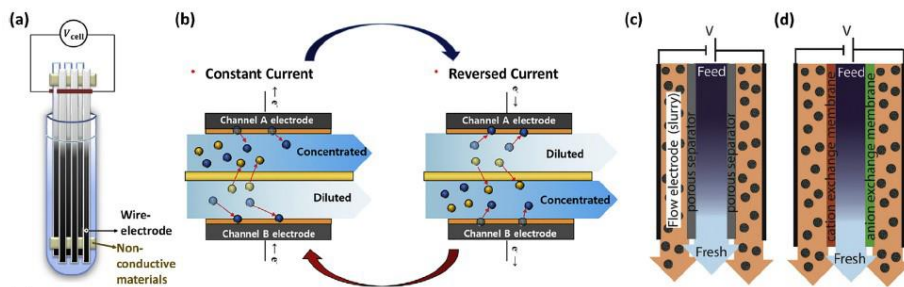 (a)
V cell
Wire-
electrode
Non-
conductive
materials
(b)
• Constant Current
Channel A electrode
Concentrated
Diluted
Channel B electrode
• Reversed Current
Channel A electrode
Diluted
Concentrated
Channel B electrode
(c)
V
Flow electrode (slurry)
porous separator
Feed
porous separator
Fresh
(d)
V
cation exchange membrane
Feed
anion exchange membrane
Fresh